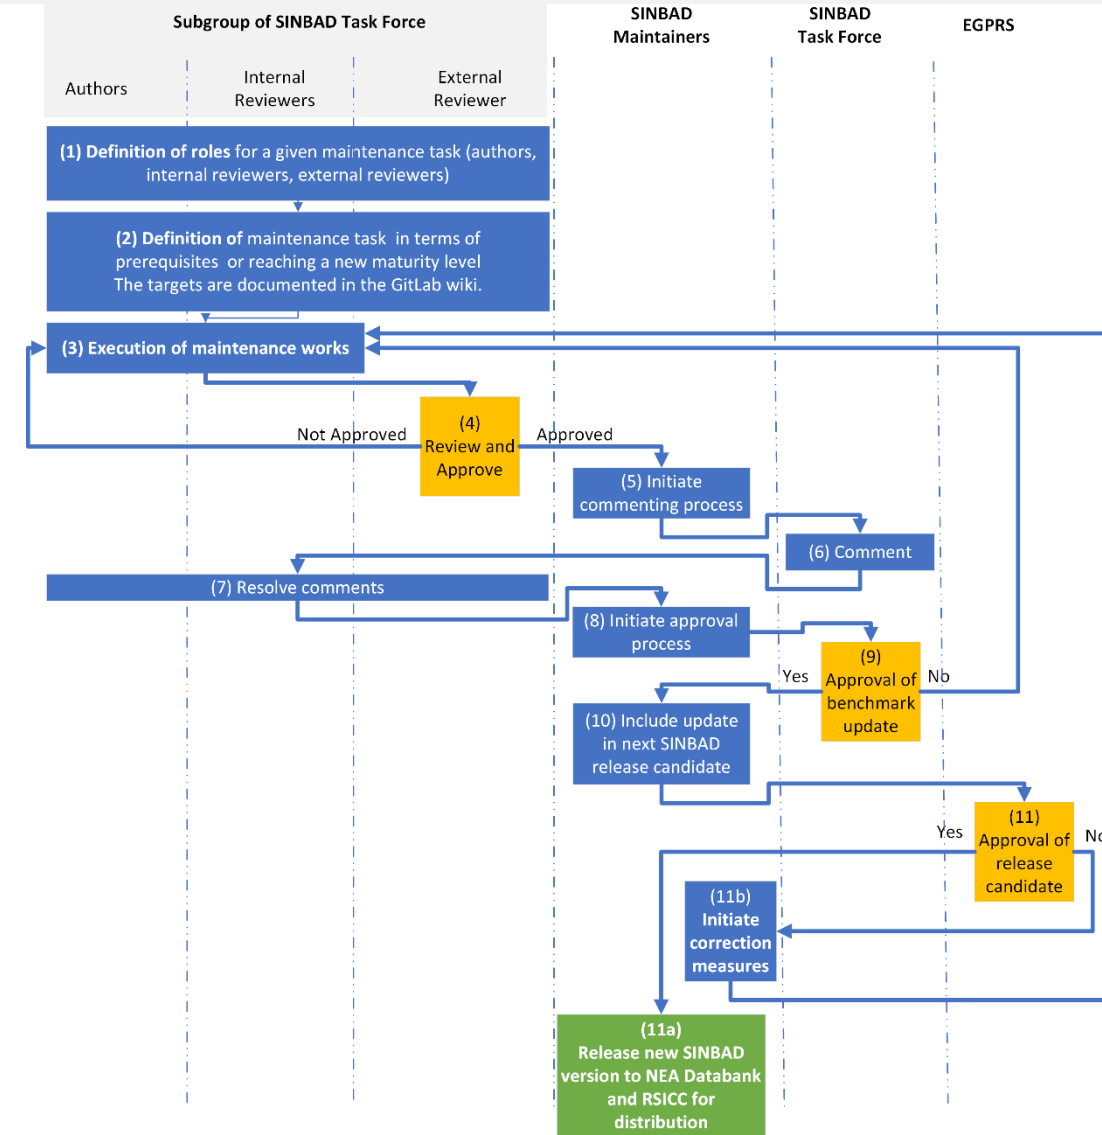 Subgroup of SINBAD Task Force
SINBAD
Maintainers
SINBAD
Task Force
EGPRS
Authors
Internal
Reviewers
External
Reviewer
(1) Definition of roles for a given maintenance task (authors,
internal reviewers, external reviewers)
(2) Definition of maintenance task in terms of
prerequisites or reaching a new maturity level
The targets are documented in the GitLab wiki.
(3) Execution of maintenance works
(4)
Review and
Approve
Not Approved
Approved
(5) Initiate
commenting process
(6) Comment
(7) Resolve comments
(8) Initiate approval
process
(9)
Approval of
benchmark
update
Yes
No
(10) Include update
in next SINBAD
release candidate
(11)
Approval of
release
candidate
Yes
No
(11b)
Initiate
correction
measures
(11a)
Release new SINBAD
version to NEA Databank
and RSICC for
distribution